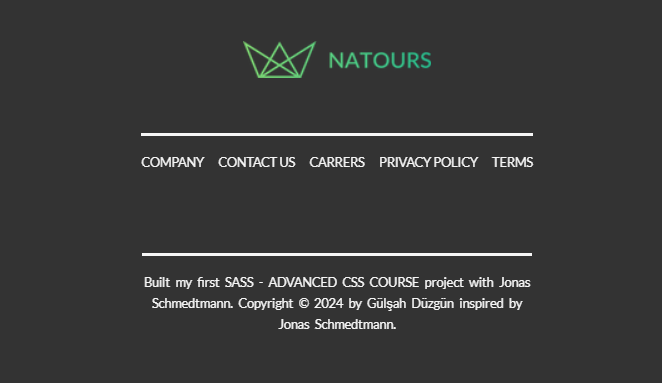 NATOURS
COMPANY CONTACT US CARRERS PRIVACY POLICY TERMS
Built my first SASS - ADVANCED CSS COURSE project with Jonas
Schmedtmann. Copyright © 2024 by Gülşah Düzgün inspired by
Jonas Schmedtmann.